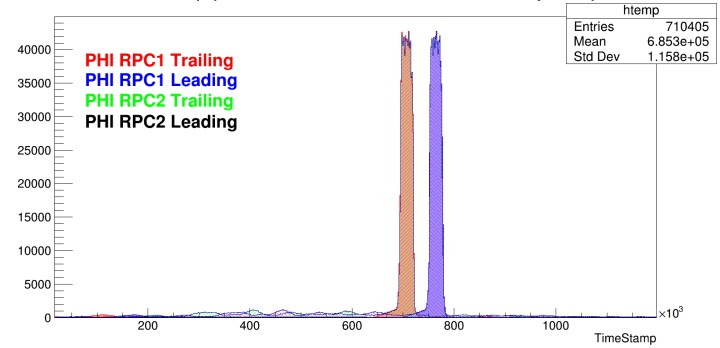 htemp
Entries 710405
Mean 6.853e+05
Std Dev 1.158e+05
PHI RPC1 Trailing
PHI RPC1 Leading
PHI RPC2 Trailing
PHI RPC2 Leading
40000
35000
30000
25000
20000
15000
10000
5000
0
200 400 600 800 1000
×10³
TimeStamp